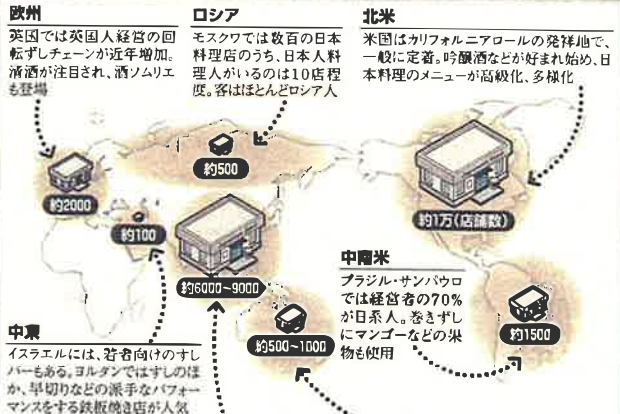 欧州
英国では英国人経営の回
転ずしチェーンが近年増加。
清酒が注目され、酒ソムリエ
も登場
ロシア
モスクワでは数百の日本
料理店のうち、日本人料
理人がいるのは10店程
度。客はほとんどロシア人
北米
米国はカリフォルニアロールの発祥地で、
一般に定着。吟醸酒などが好まれ始め、日
本料理のメニューが高級化、多様化
約2000
約500
約100
約6000~9000
約1万(店舗数)
中南米
ブラジル・サンパウロ
では経営者の70%
が日系人。巻きずし
にマンゴーなどの果
物も使用
約500~1000
約1500
中東
イスラエルには、若者向けのすし
バーもある。ヨルダンではすしのほ
か、早切りなどの派手なパフォー
マンスをする鉄板焼き店が人気